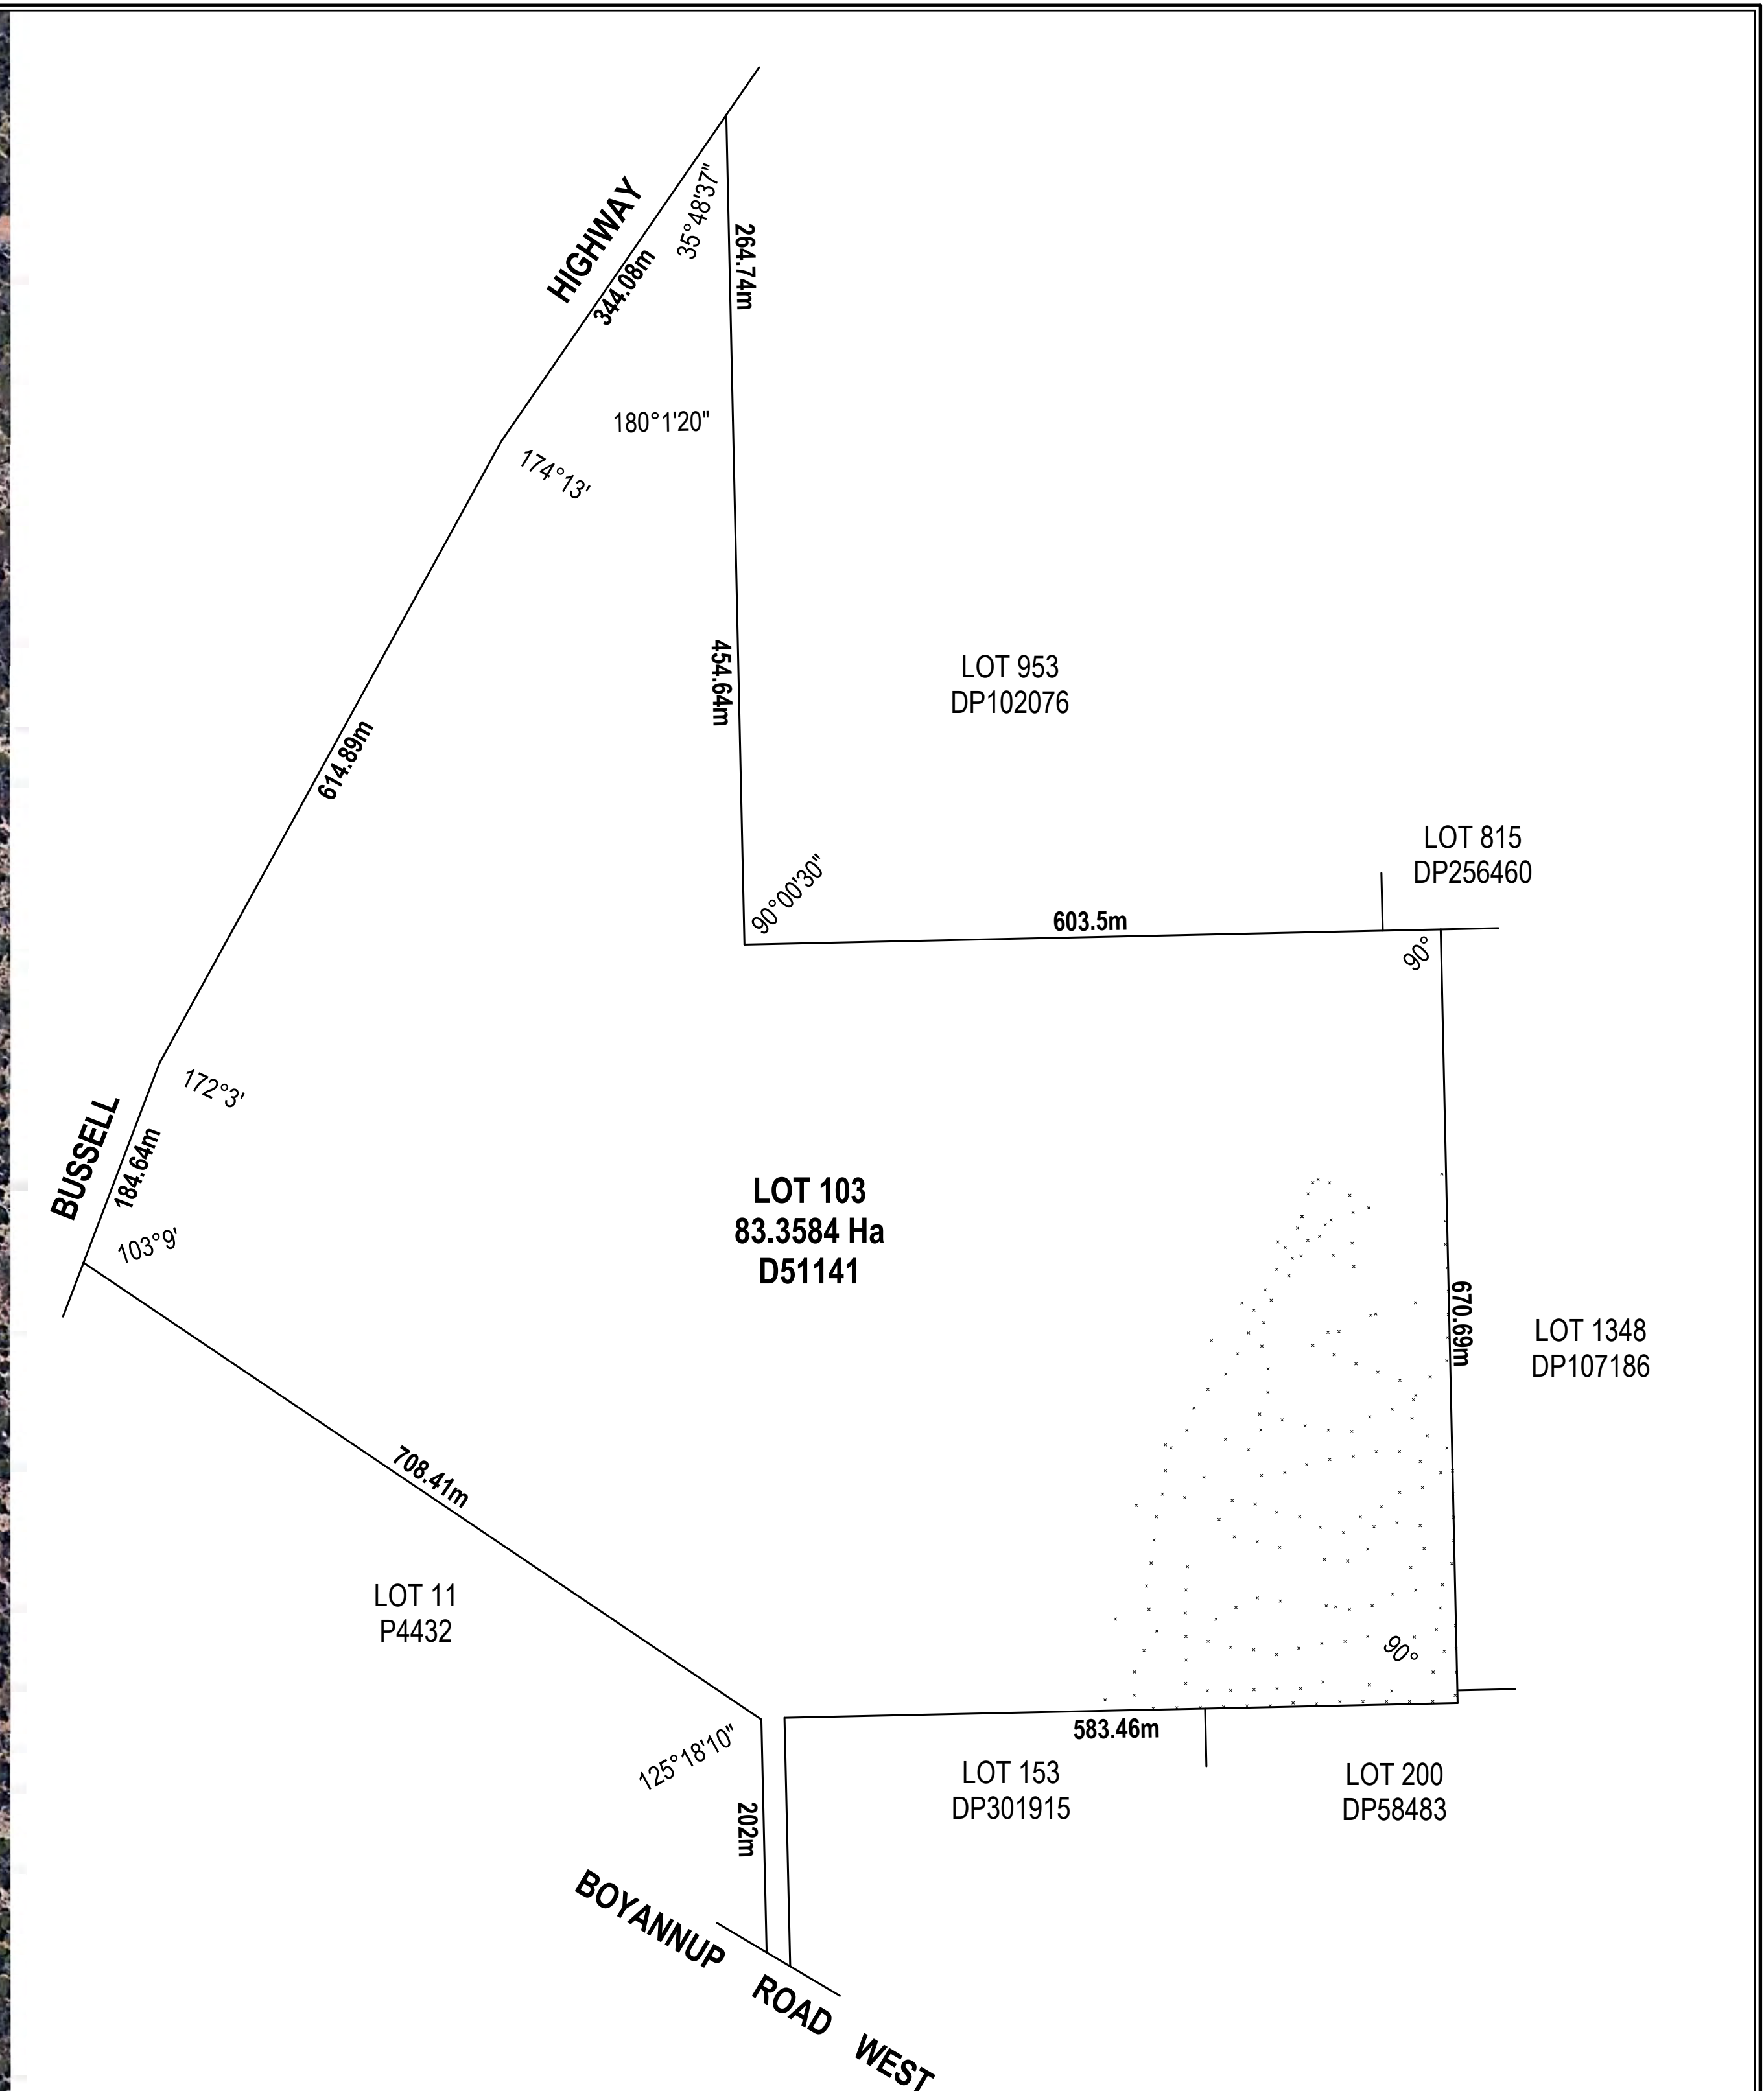 HIGHWAY
344.08m
35°48'37"
264.74m
180°1'20"
174°13'
454.64m
614.89m
LOT 953
DP102076
LOT 815
DP256460
90°00'30"
603.5m
90°
172°3'
BUSSELL
184.64m
103°9'
LOT 103
83.3584 Ha
D51141
670.69m
LOT 1348
DP107186
708.41m
LOT 11
P4432
90°
583.46m
125°18'10"
LOT 153
DP301915
LOT 200
DP58483
202m
BOYANNUP ROAD WEST